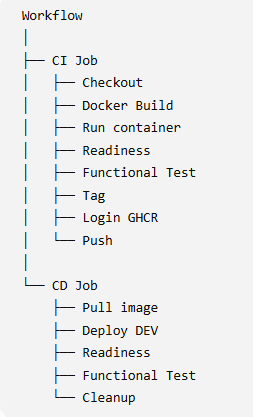 Workflow
│
├── CI Job
│   ├── Checkout
│   ├── Docker Build
│   ├── Run container
│   ├── Readiness
│   ├── Functional Test
│   ├── Tag
│   ├── Login GHCR
│   └── Push
│
└── CD Job
    ├── Pull image
    ├── Deploy DEV
    ├── Readiness
    ├── Functional Test
    └── Cleanup